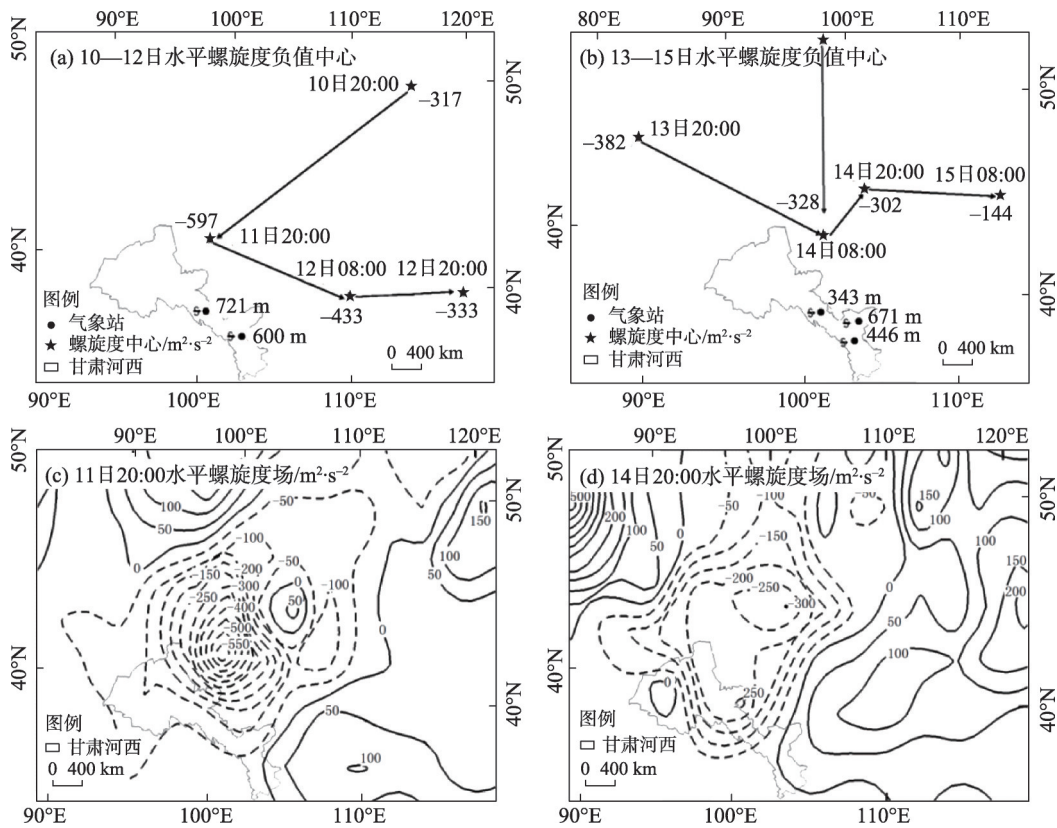 90°E 100°E 110°E 120°E
50°N
(a) 10—12日水平螺旋度负值中心
10日20:00
−317
50°N
−597
11日20:00
40°N
12日08:00 12日20:00
−433 −333
40°N
图例
721 m
● 气象站
600 m
★ 螺旋度中心/m²·s⁻²
甘肃河西
0 400 km
90°E 100°E 110°E
80°E 90°E 100°E 110°E
(b) 13—15日水平螺旋度负值中心
50°N
−382
13日20:00
14日20:00 15日08:00
−328
−302
−144
40°N
14日08:00
40°N
图例
343 m
● 气象站
671 m
446 m
★ 螺旋度中心/m²·s⁻²
甘肃河西
0 400 km
90°E 100°E 110°E
90°E 100°E 110°E 120°E
50°N
(c) 11日20:00水平螺旋度场/m²·s⁻²
−50
100
50
50°N
150
−100
−50
100
0
−150
−200
50
−300
0
−100
−250
−400
50
−500
0
−550
40°N
50
40°N
图例
甘肃河西
100
0 400 km
90°E 100°E 110°E
90°E 100°E 110°E 120°E
50°N
(d) 14日20:00水平螺旋度场/m²·s⁻²
−100
−50
−50
150
500
50°N
200
100
100
0
50
−150
100
−200
150
−250
0
200
−300
50
40°N
100
0
250
40°N
图例
甘肃河西
0 400 km
90°E 100°E 110°E